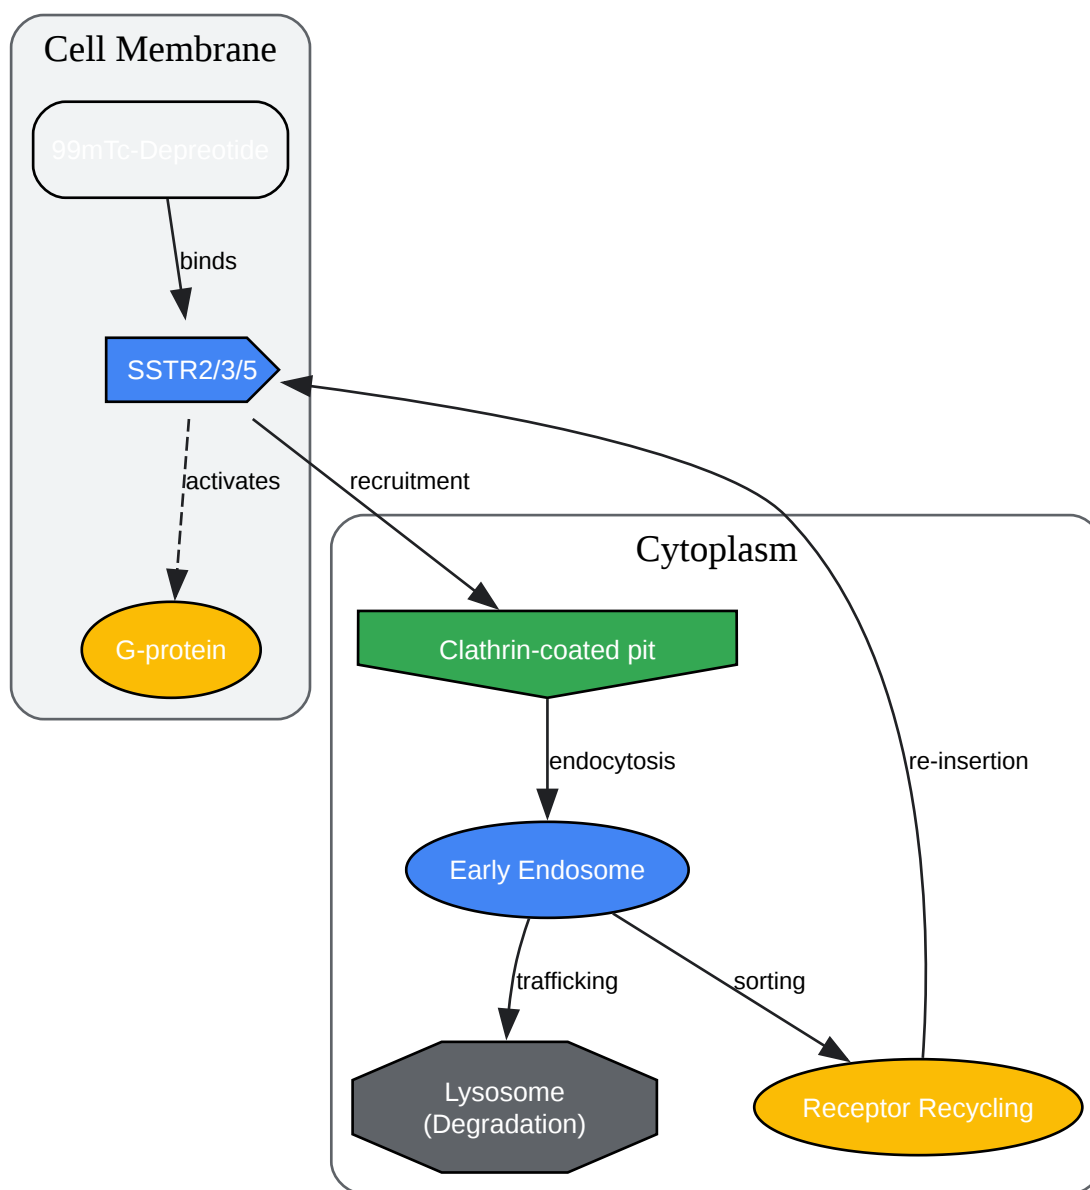 Cell Membrane
99mTc-Depreotide
binds
SSTR2/3/5
activates
recruitment
Cytoplasm
G-protein
Clathrin-coated pit
endocytosis
re-insertion
Early Endosome
trafficking
sorting
Lysosome
(Degradation)
Receptor Recycling